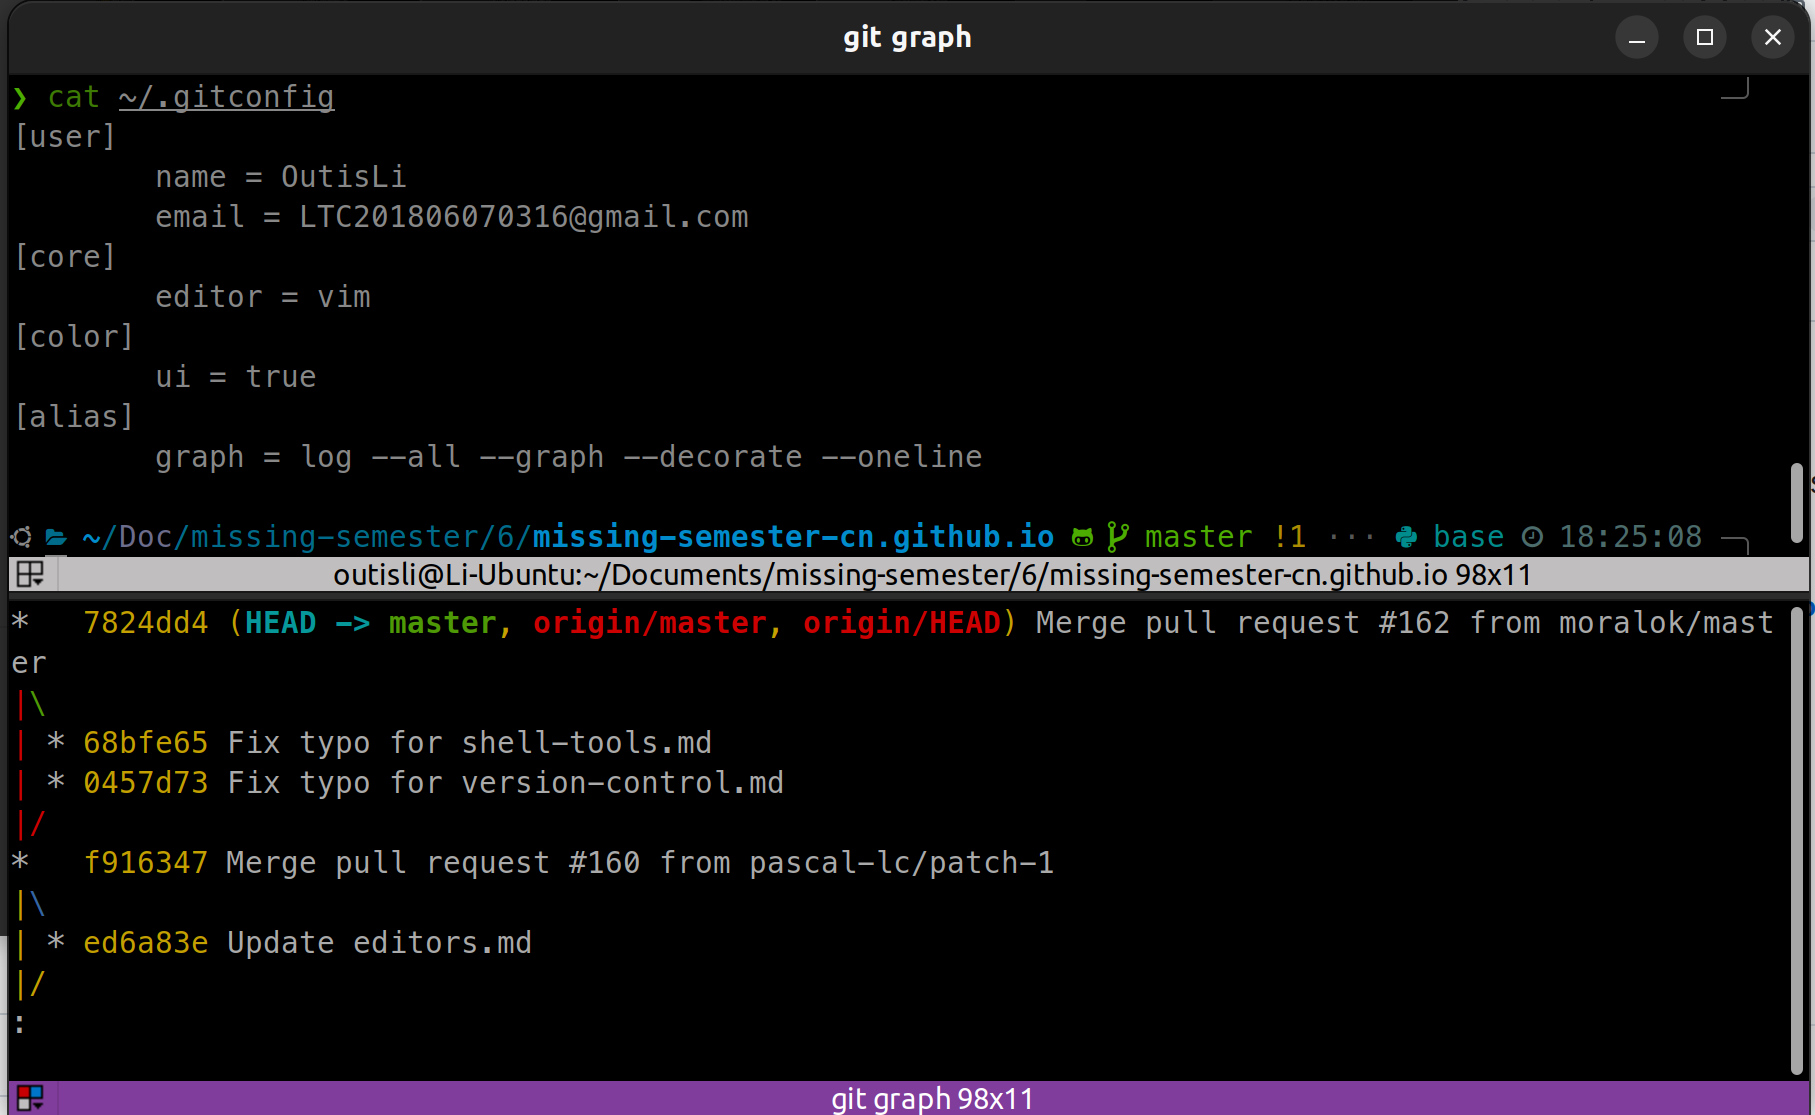 git graph
❯ cat ~/.gitconfig
[user]
        name = OutisLi
        email = LTC201806070316@gmail.com
[core]
        editor = vim
[color]
        ui = true
[alias]
        graph = log --all --graph --decorate --oneline
~/Doc/missing-semester/6/missing-semester-cn.github.io master !1 ··· base 18:25:08
outisli@Li-Ubuntu:~/Documents/missing-semester/6/missing-semester-cn.github.io 98x11
*   7824dd4 (HEAD -> master, origin/master, origin/HEAD) Merge pull request #162 from moralok/mast
er
|\
| * 68bfe65 Fix typo for shell-tools.md
| * 0457d73 Fix typo for version-control.md
|/
*   f916347 Merge pull request #160 from pascal-lc/patch-1
|\
| * ed6a83e Update editors.md
|/
:
git graph 98x11